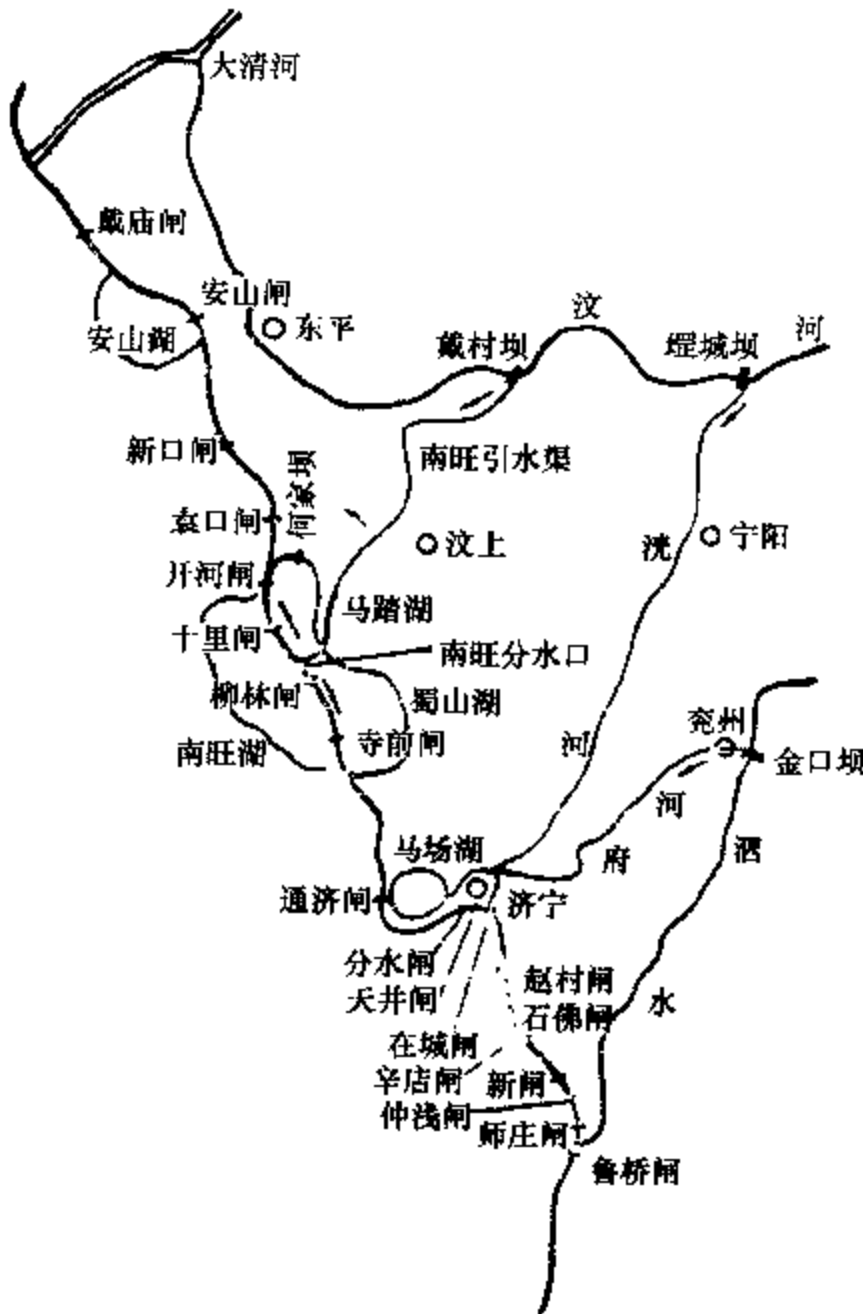 大清河
戴庙闸
安山闸
东平
安山湖
汶
河
戴村坝
堽城坝
新口闸
南旺引水渠
袁口闸
何家坝
汶上
宁阳
洸
河
开河闸
马踏湖
十里闸
南旺分水口
柳林闸
蜀山湖
寺前闸
南旺湖
兖州
金口坝
府
河
泗
水
马场湖
济宁
通济闸
分水闸
天井闸
赵村闸
石佛闸
在城闸
辛店闸
新闸
仲浅闸
师庄闸
鲁桥闸